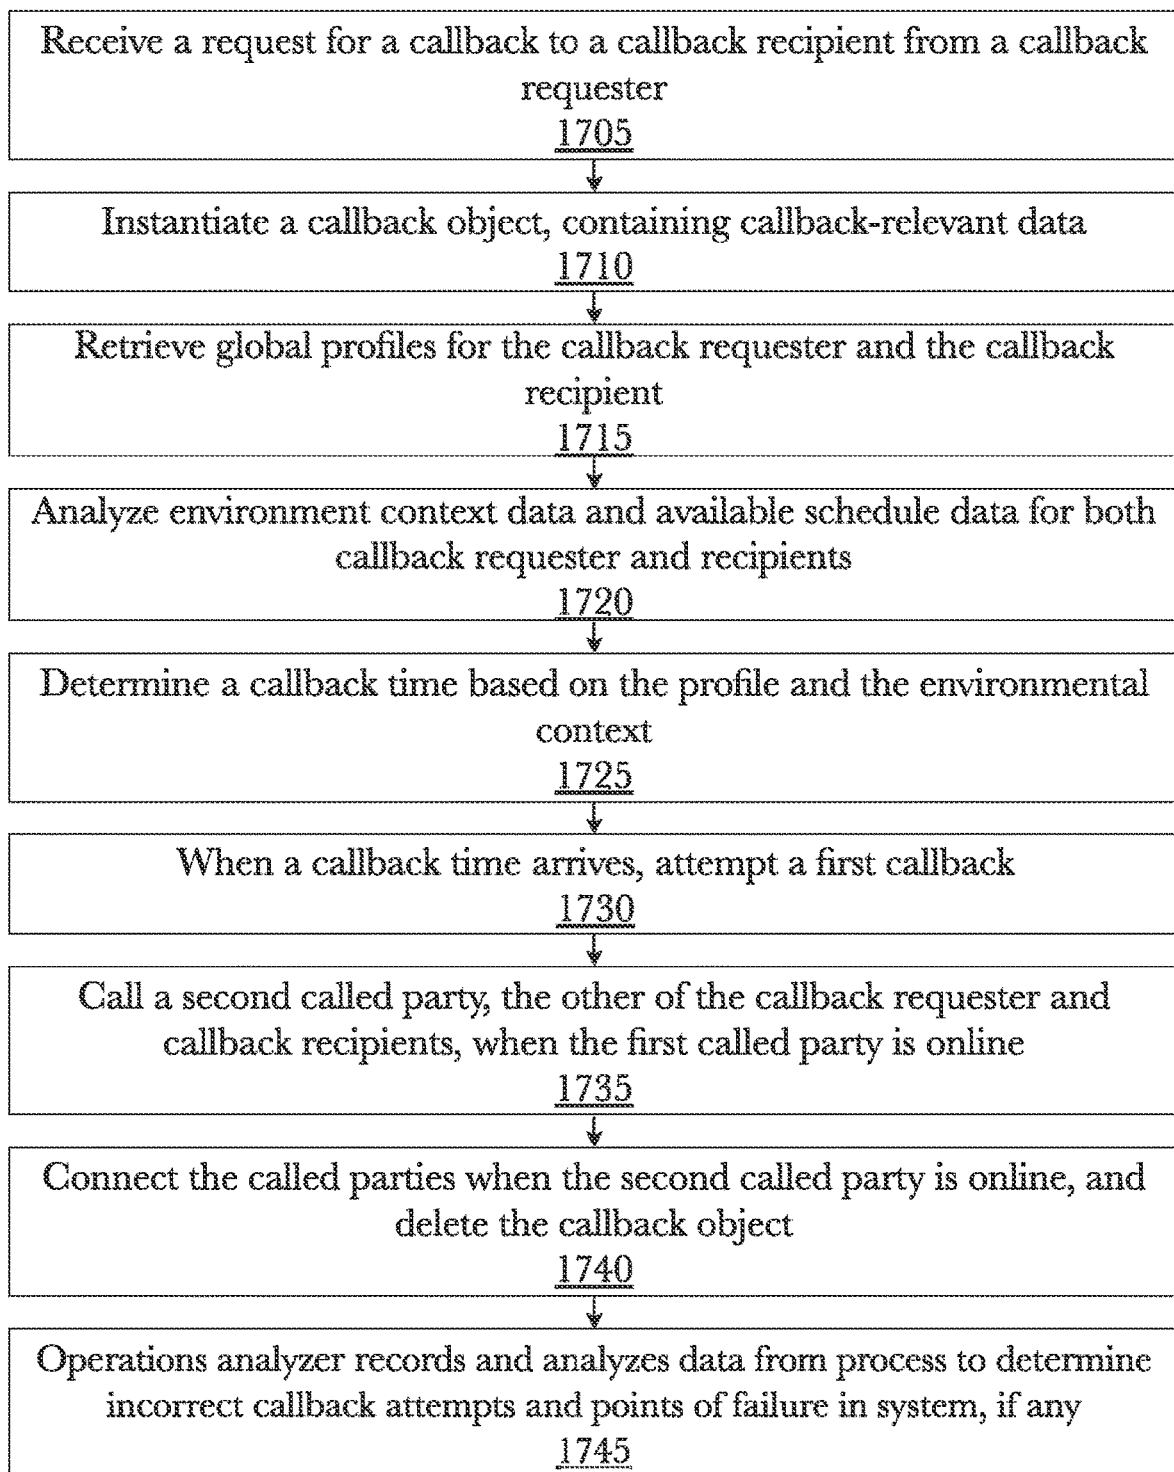 Receive a request for a callback to a callback recipient from a callback
requester
1705
Instantiate a callback object, containing callback-relevant data
1710
Retrieve global profiles for the callback requester and the callback
recipient
1715
Analyze environment context data and available schedule data for both
callback requester and recipients
1720
Determine a callback time based on the profile and the environmental
context
1725
When a callback time arrives, attempt a first callback
1730
Call a second called party, the other of the callback requester and
callback recipients, when the first called party is online
1735
Connect the called parties when the second called party is online, and
delete the callback object
1740
Operations analyzer records and analyzes data from process to determine
incorrect callback attempts and points of failure in system, if any
1745